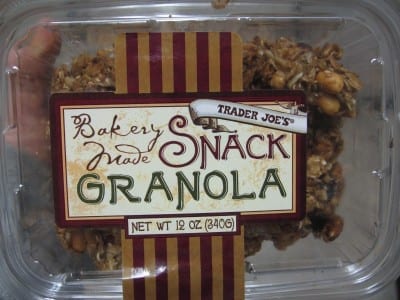 TRADER JOE'S®
Bakery
Made SNACK
GRANOLA
NET WT 12 OZ (340G)